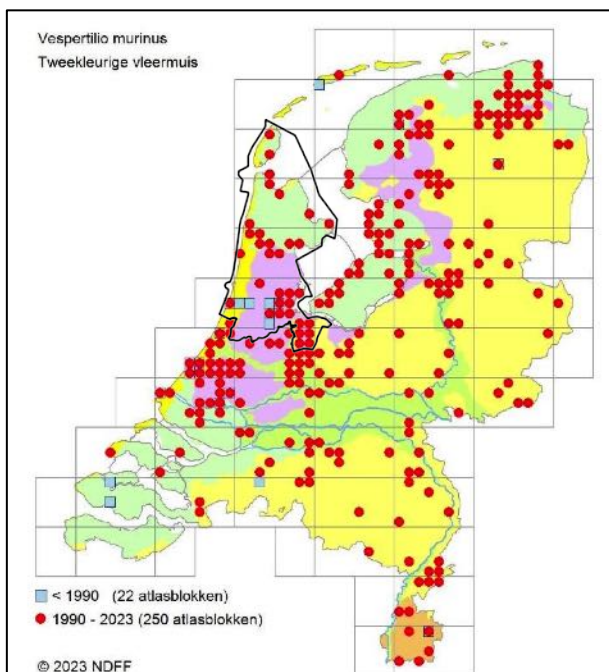 Vespertilio murinus
Tweekleurige vleermuis
< 1990 (22 atlasblokken)
1990 - 2023 (250 atlasblokken)
© 2023 NDFF